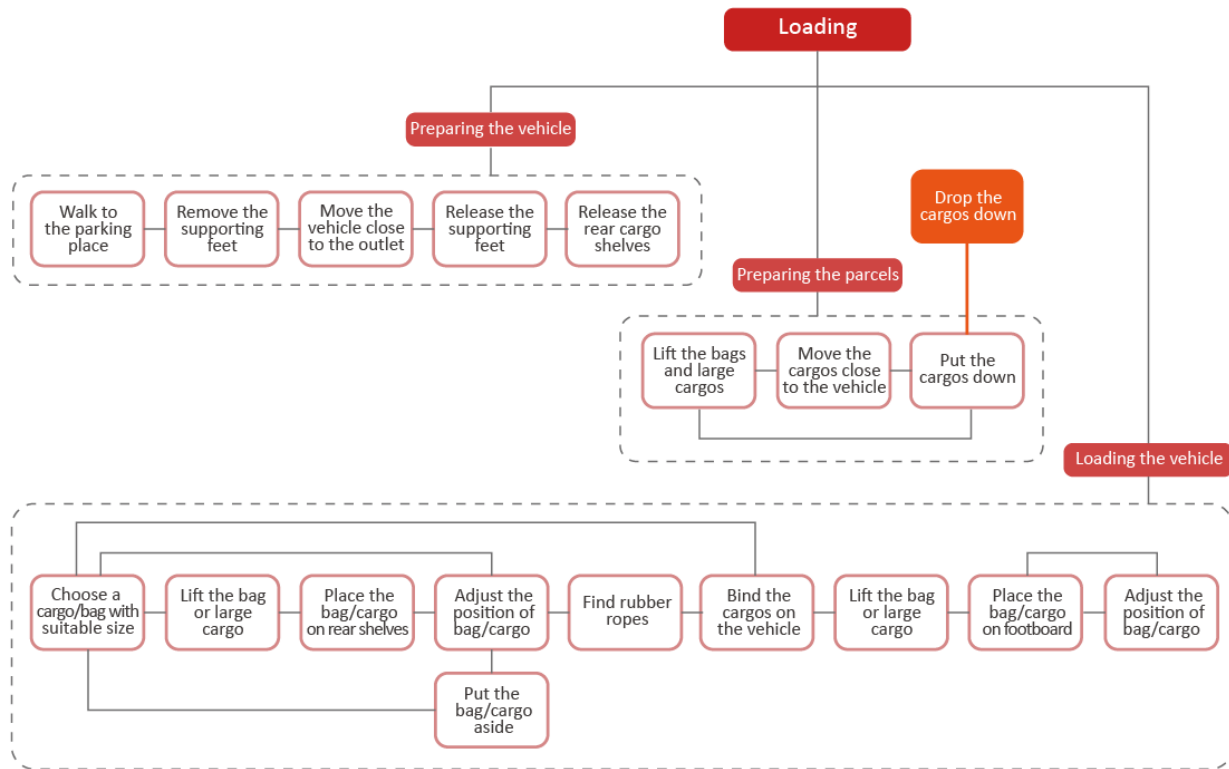 Loading
Preparing the vehicle
Walk to
the parking
place
Remove the
supporting
feet
Move the
vehicle close
to the outlet
Release the
supporting
feet
Release the
rear cargo
shelves
Drop the
cargos down
Preparing the parcels
Lift the bags
and large
cargos
Move the
cargos close
to the vehicle
Put the
cargos down
Loading the vehicle
Choose a
cargo/bag with
suitable size
Lift the bag
or large
cargo
Place the
bag/cargo
on rear shelves
Adjust the
position of
bag/cargo
Find rubber
ropes
Bind the
cargos on
the vehicle
Lift the bag
or large
cargo
Place the
bag/cargo
on footboard
Adjust the
position of
bag/cargo
Put the
bag/cargo
aside